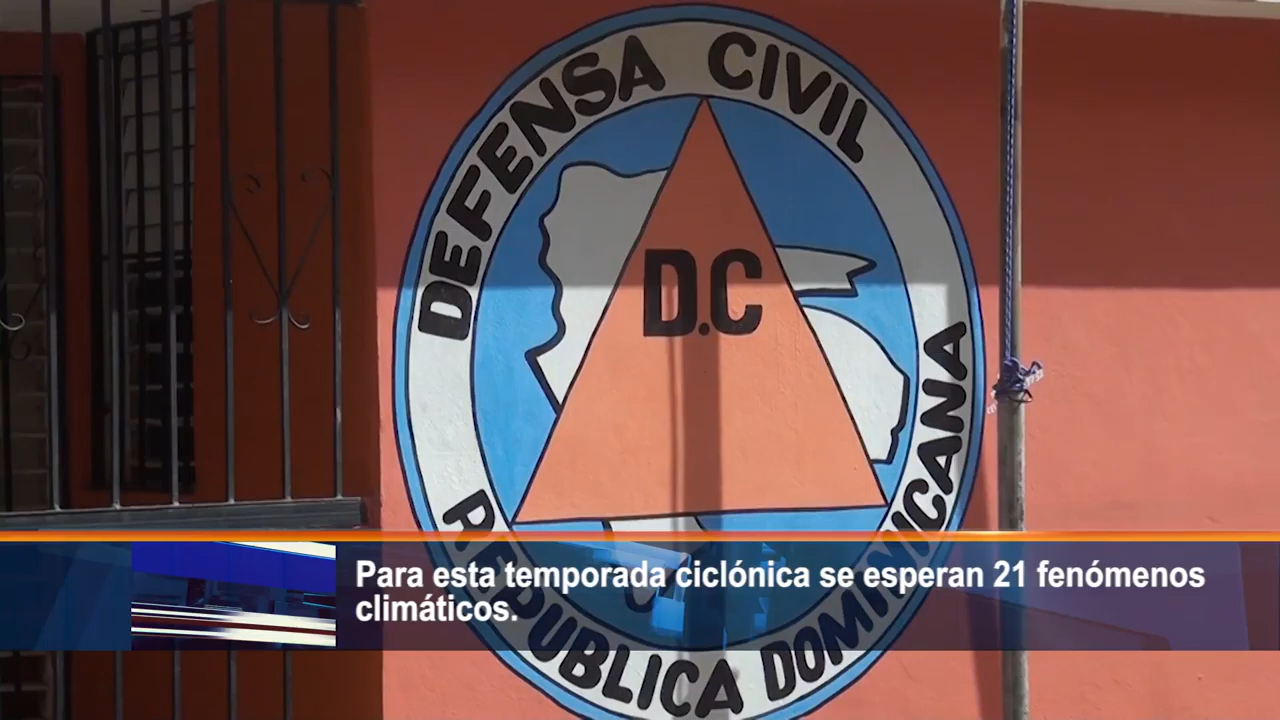 DEFENSA CIVIL
D.C
REPUBLICA DOMINICANA
Para esta temporada ciclónica se esperan 21 fenómenos
climáticos.